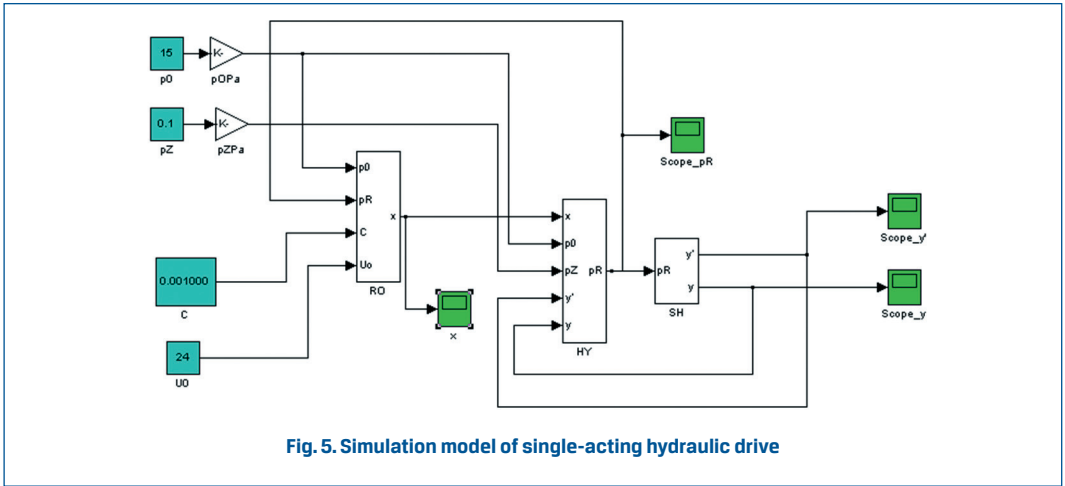 15
p0
K-
p0Pa
0.1
pZ
K-
pZPa
p0
pR
C
Uo
x
RO
0.001000
C
24
U0
x
x
p0
pZ
y'
y
pR
HY
pR
y'
y
SH
Scope_pR
Scope_y'
Scope_y
Fig. 5. Simulation model of single-acting hydraulic drive